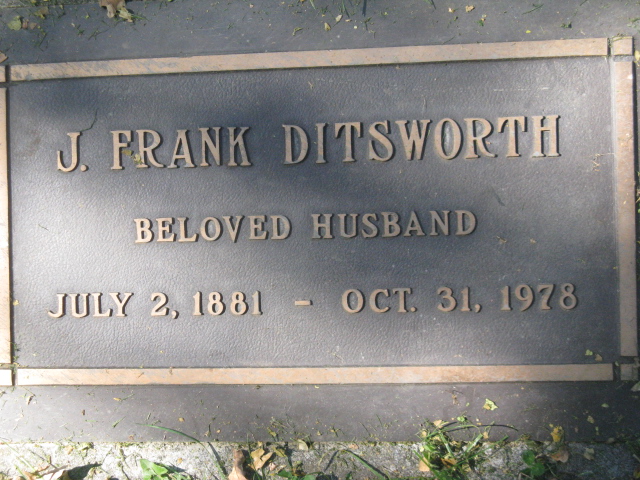 J. FRANK DITSWORTH
BELOVED HUSBAND
JULY 2, 1881 - OCT. 31, 1978